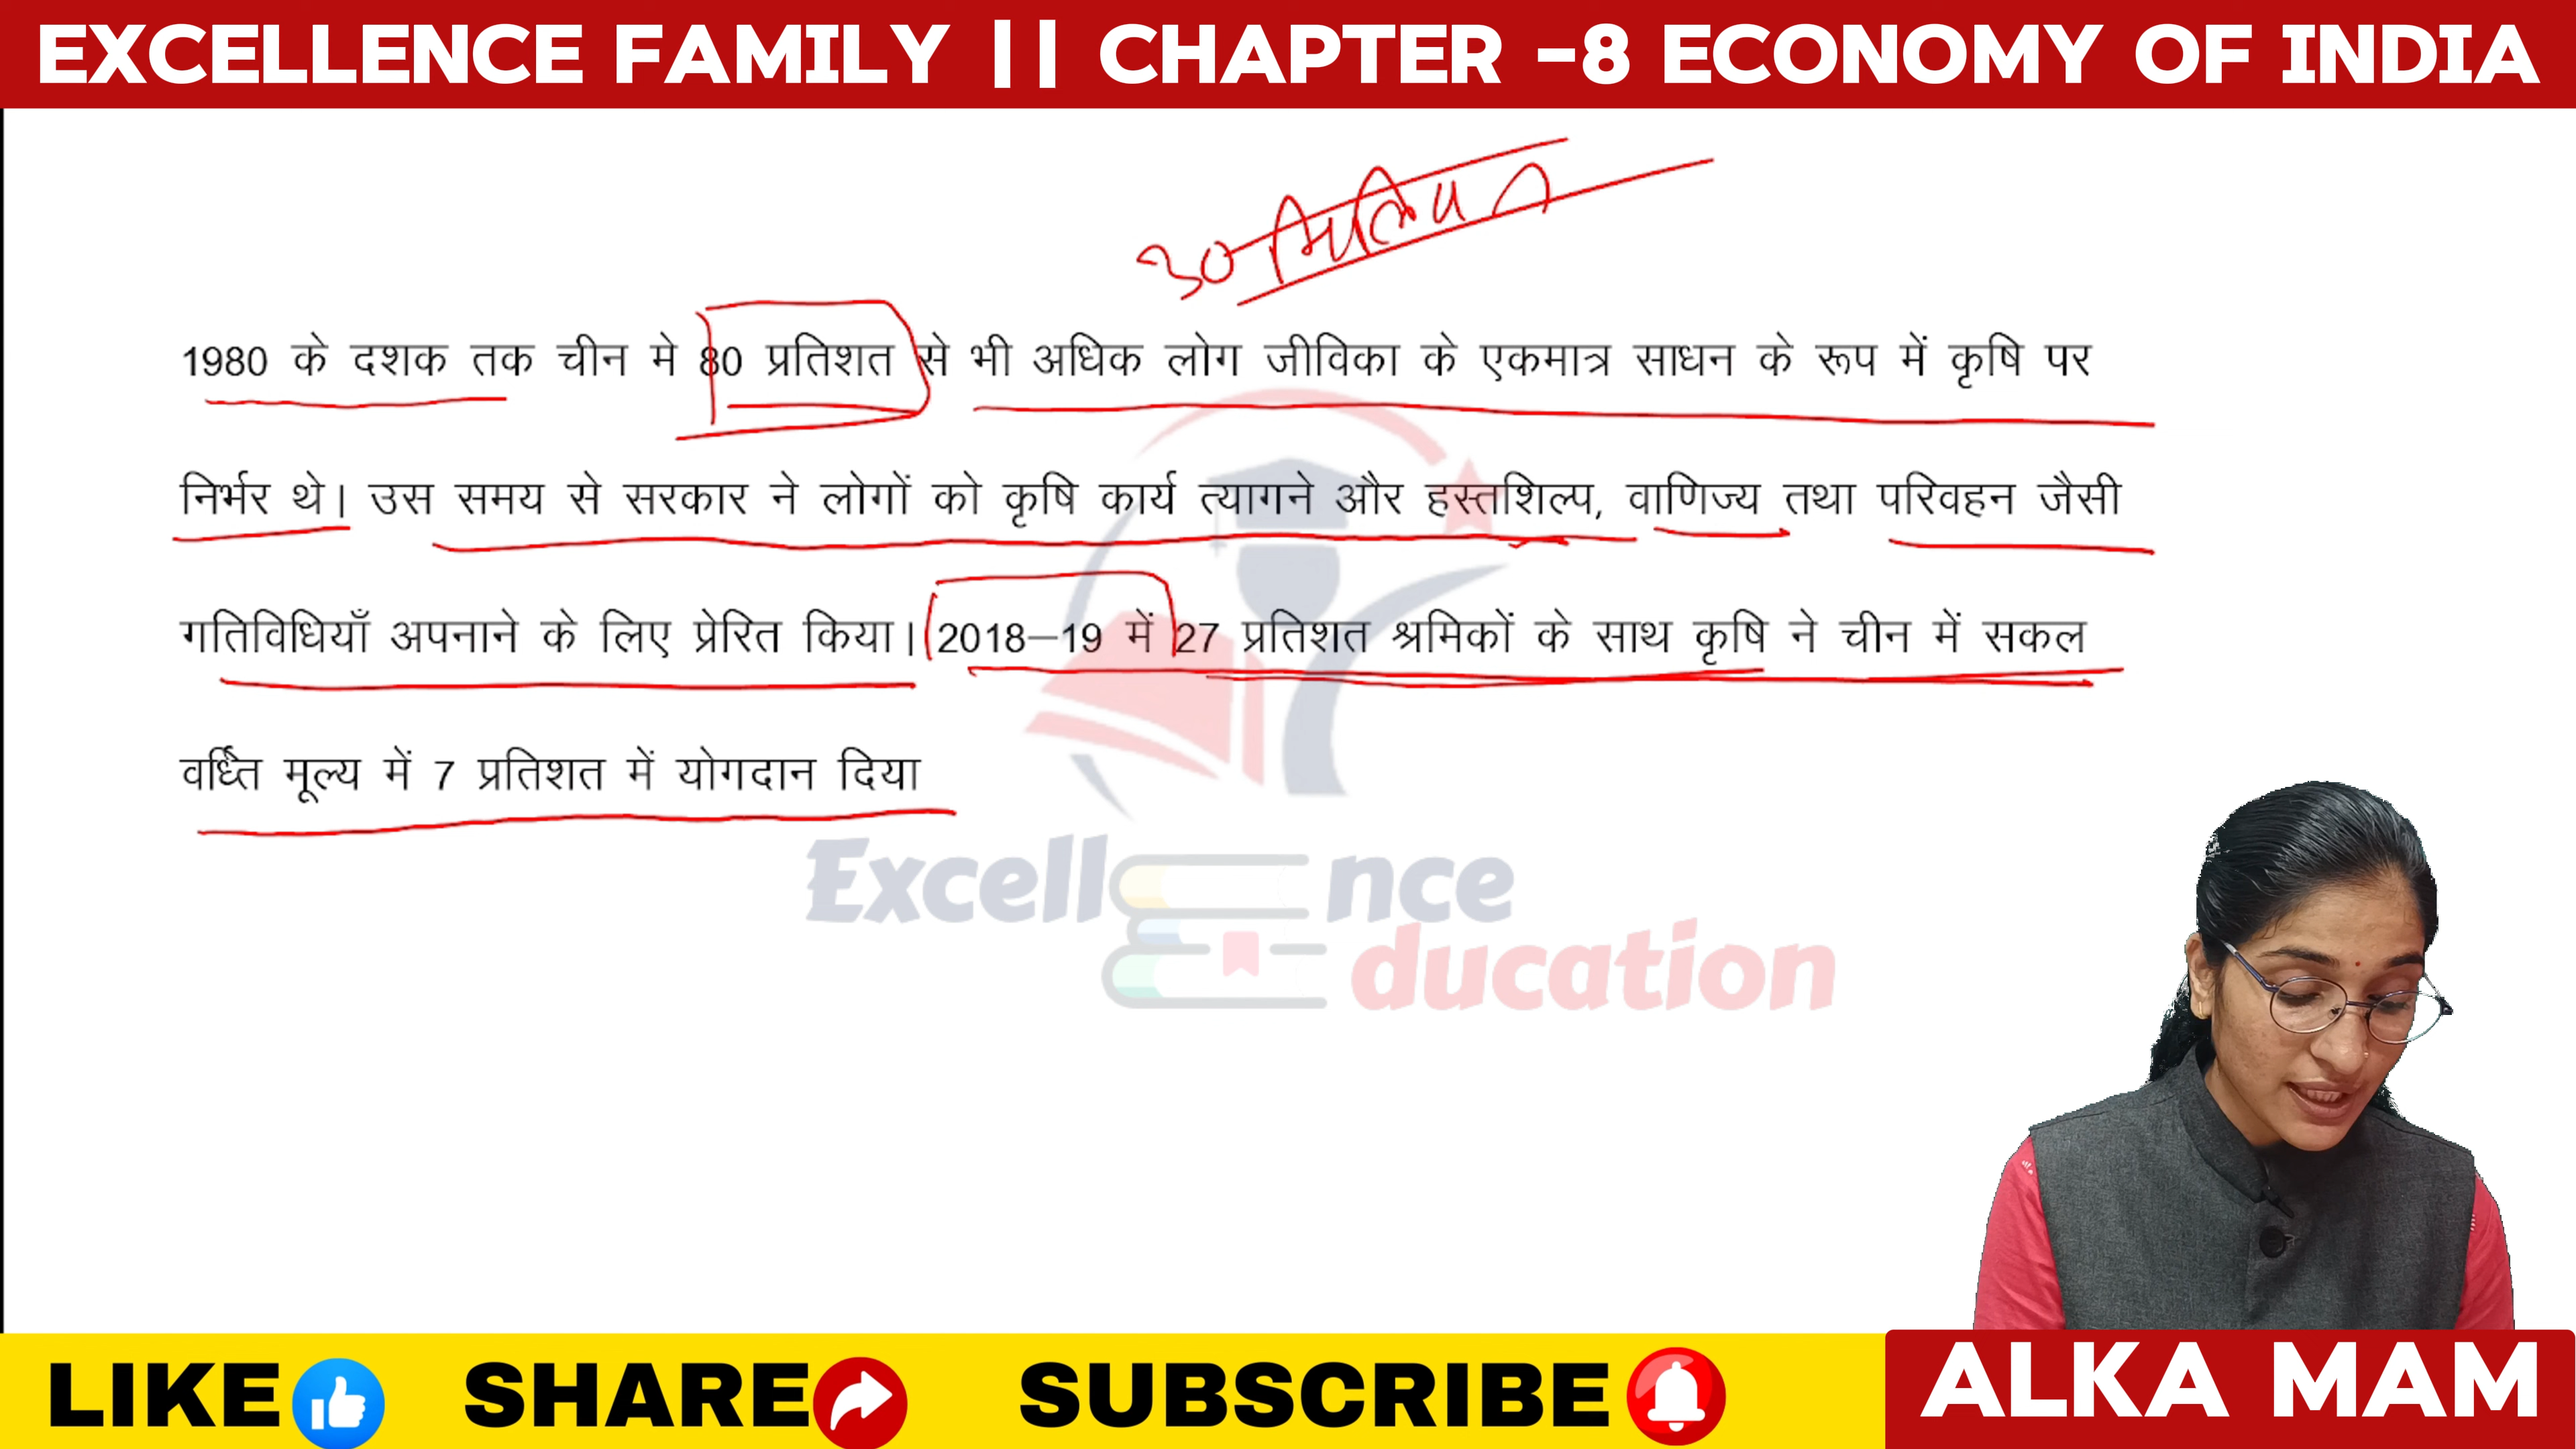 EXCELLENCE FAMILY || CHAPTER -8 ECONOMY OF INDIA
30 मिलियन
1980 के दशक तक चीन मे 80 प्रतिशत से भी अधिक लोग जीविका के एकमात्र साधन के रूप में कृषि पर
निर्भर थे। उस समय से सरकार ने लोगों को कृषि कार्य त्यागने और हस्तशिल्प, वाणिज्य तथा परिवहन जैसी
गतिविधियाँ अपनाने के लिए प्रेरित किया। 2018–19 में 27 प्रतिशत श्रमिकों के साथ कृषि ने चीन में सकल
वर्धित मूल्य में 7 प्रतिशत में योगदान दिया
Excellence
ducation
LIKE SHARE SUBSCRIBE
ALKA MAM